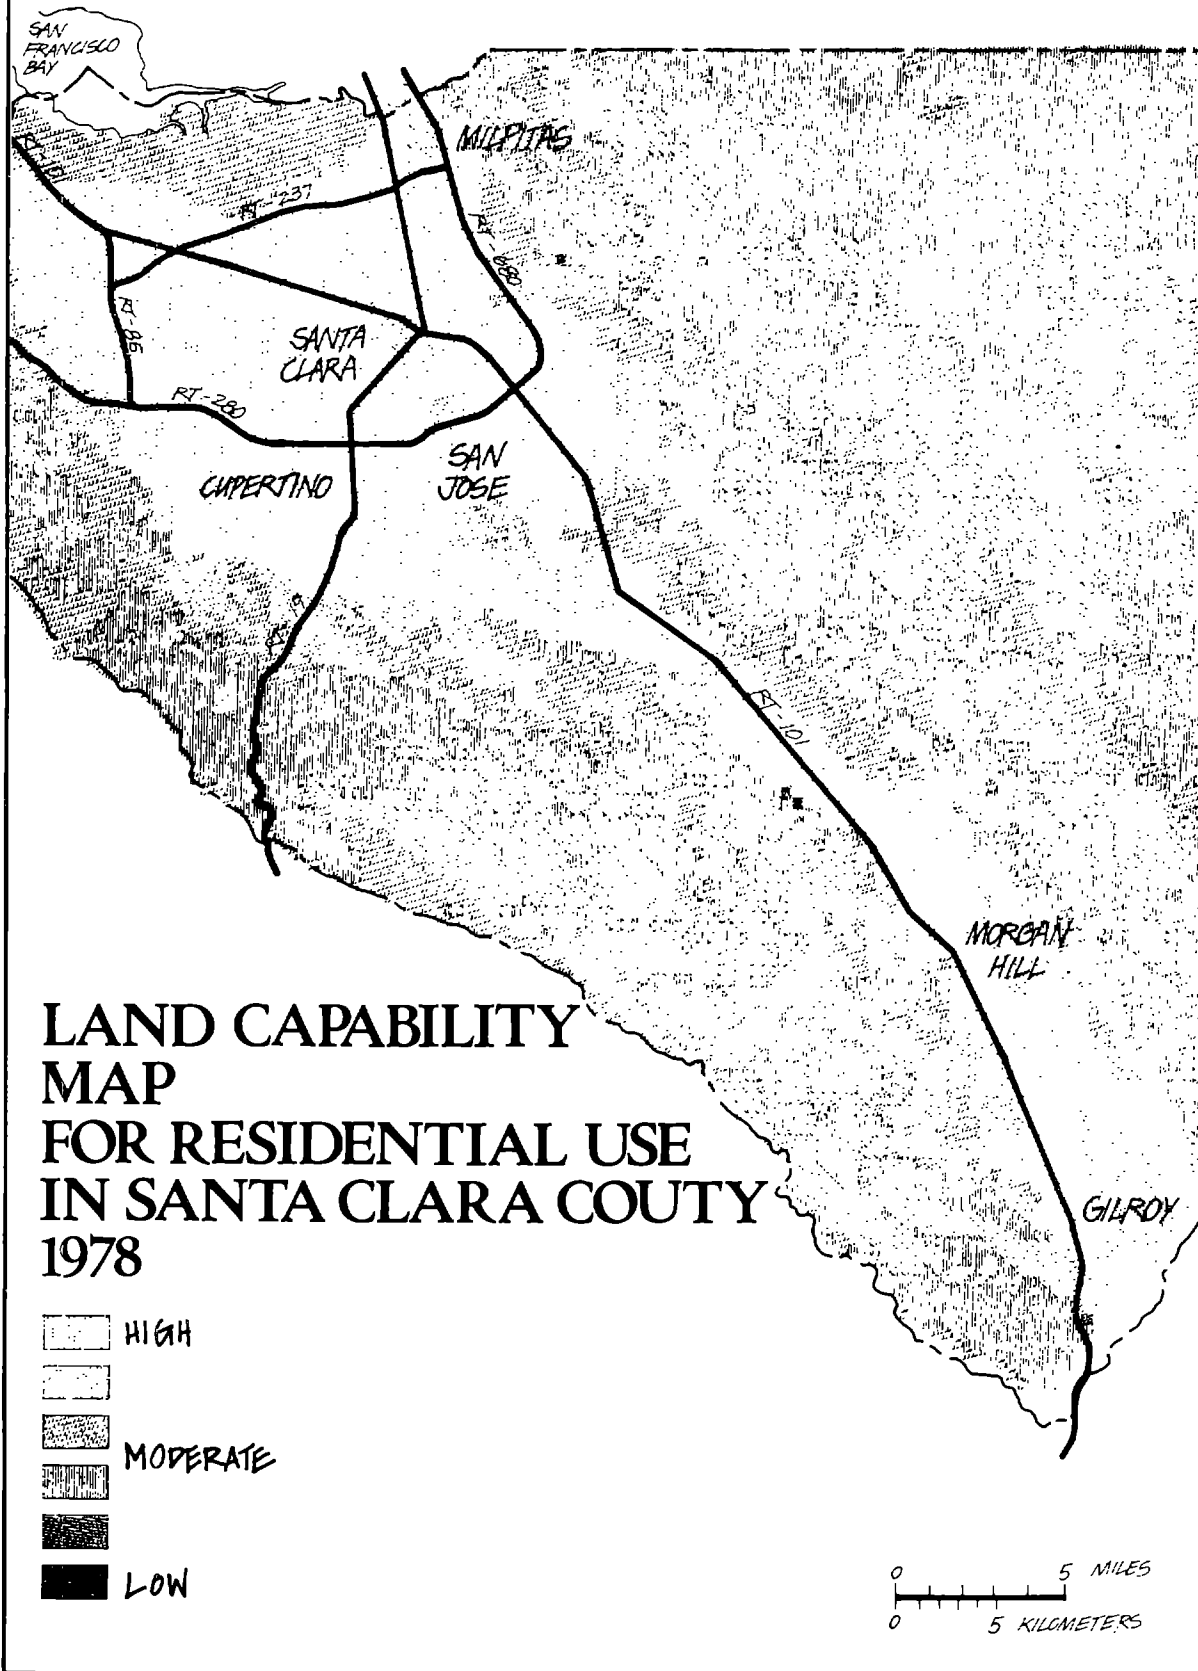 SAN
FRANCISCO
BAY
MILPITAS
RT-237
RT-680
RT-85
SANTA
CLARA
RT-280
CUPERTINO
SAN
JOSE
RT-101
MORGAN
HILL
GILROY
LAND CAPABILITY
MAP
FOR RESIDENTIAL USE
IN SANTA CLARA COUTY
1978
HIGH
MODERATE
LOW
0 5 MILES
0 5 KILOMETERS